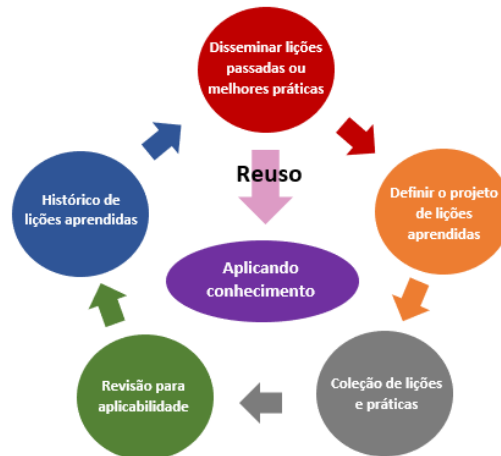 Disseminar lições
passadas ou
melhores práticas
Reuso
Histórico de
lições aprendidas
Definir o projeto
de lições
aprendidas
Aplicando
conhecimento
Revisão para
aplicabilidade
Coleção de lições
e práticas